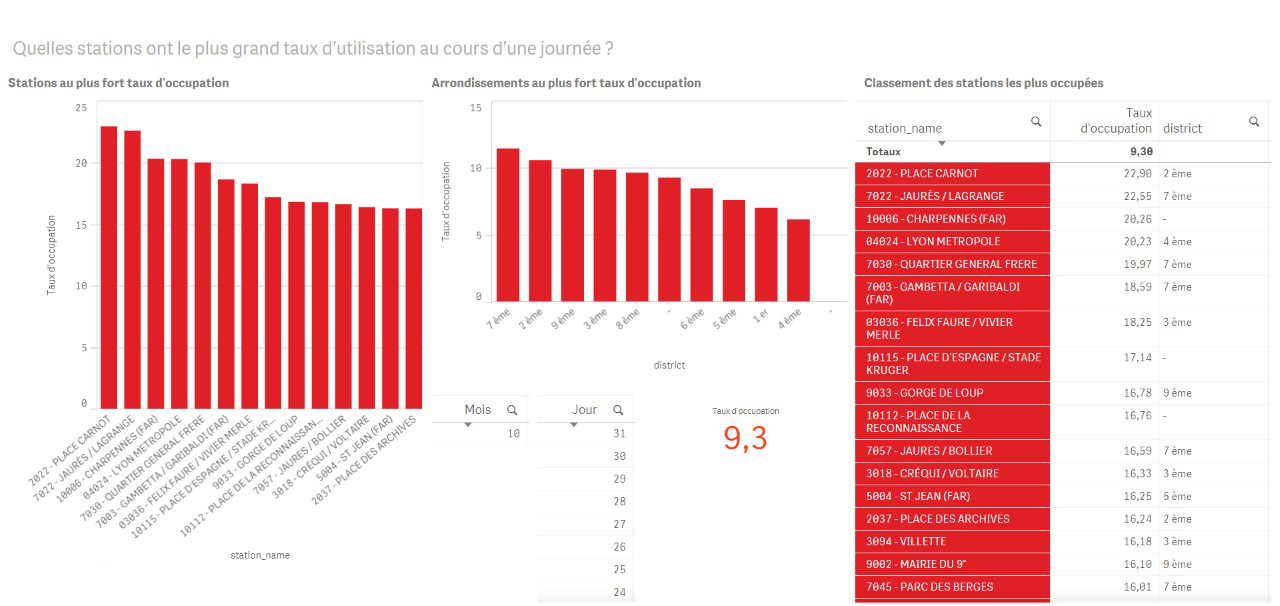 Quelles stations ont le plus grand taux d'utilisation au cours d'une journée ?
Stations au plus fort taux d'occupation
25
20
15
10
5
0
Taux d'occupation
2022 - PLACE CARNOT
7022 - JAURÈS / LAGRANGE
10006 - CHARPENNES (FAR)
04024 - LYON METROPOLE
7030 - QUARTIER GENERAL FRERE
7003 - GAMBETTA / GARIBALDI (FAR)
03036 - FELIX FAURE / VIVIER MERLE
10115 - PLACE D'ESPAGNE / STADE KR...
9033 - GORGE DE LOUP
10112 - PLACE DE LA RECONNAISSAN...
7057 - JAURES / BOLLIER
3018 - CRÉQUI / VOLTAIRE
5004 - ST JEAN (FAR)
2037 - PLACE DES ARCHIVES
station_name
Arrondissements au plus fort taux d'occupation
15
10
5
0
Taux d'occupation
7 ème
2 ème
9 ème
3 ème
8 ème
-
6 ème
5 ème
1 er
4 ème
-
district
Mois
10
Jour
31
30
29
28
27
26
25
24
Taux d'occupation
9,3
Classement des stations les plus occupées
station_name Taux d'occupation district
Totaux 9,30
2022 - PLACE CARNOT 22,90 2 ème
7022 - JAURÈS / LAGRANGE 22,55 7 ème
10006 - CHARPENNES (FAR) 20,26 -
04024 - LYON METROPOLE 20,23 4 ème
7030 - QUARTIER GENERAL FRERE 19,97 7 ème
7003 - GAMBETTA / GARIBALDI 18,59 7 ème
(FAR)
03036 - FELIX FAURE / VIVIER 18,25 3 ème
MERLE
10115 - PLACE D'ESPAGNE / STADE 17,14 -
KRUGER
9033 - GORGE DE LOUP 16,78 9 ème
10112 - PLACE DE LA 16,76 -
RECONNAISSANCE
7057 - JAURES / BOLLIER 16,59 7 ème
3018 - CRÉQUI / VOLTAIRE 16,33 3 ème
5004 - ST JEAN (FAR) 16,25 5 ème
2037 - PLACE DES ARCHIVES 16,24 2 ème
3094 - VILLETTE 16,18 3 ème
9002 - MAIRIE DU 9° 16,10 9 ème
7045 - PARC DES BERGES 16,01 7 ème